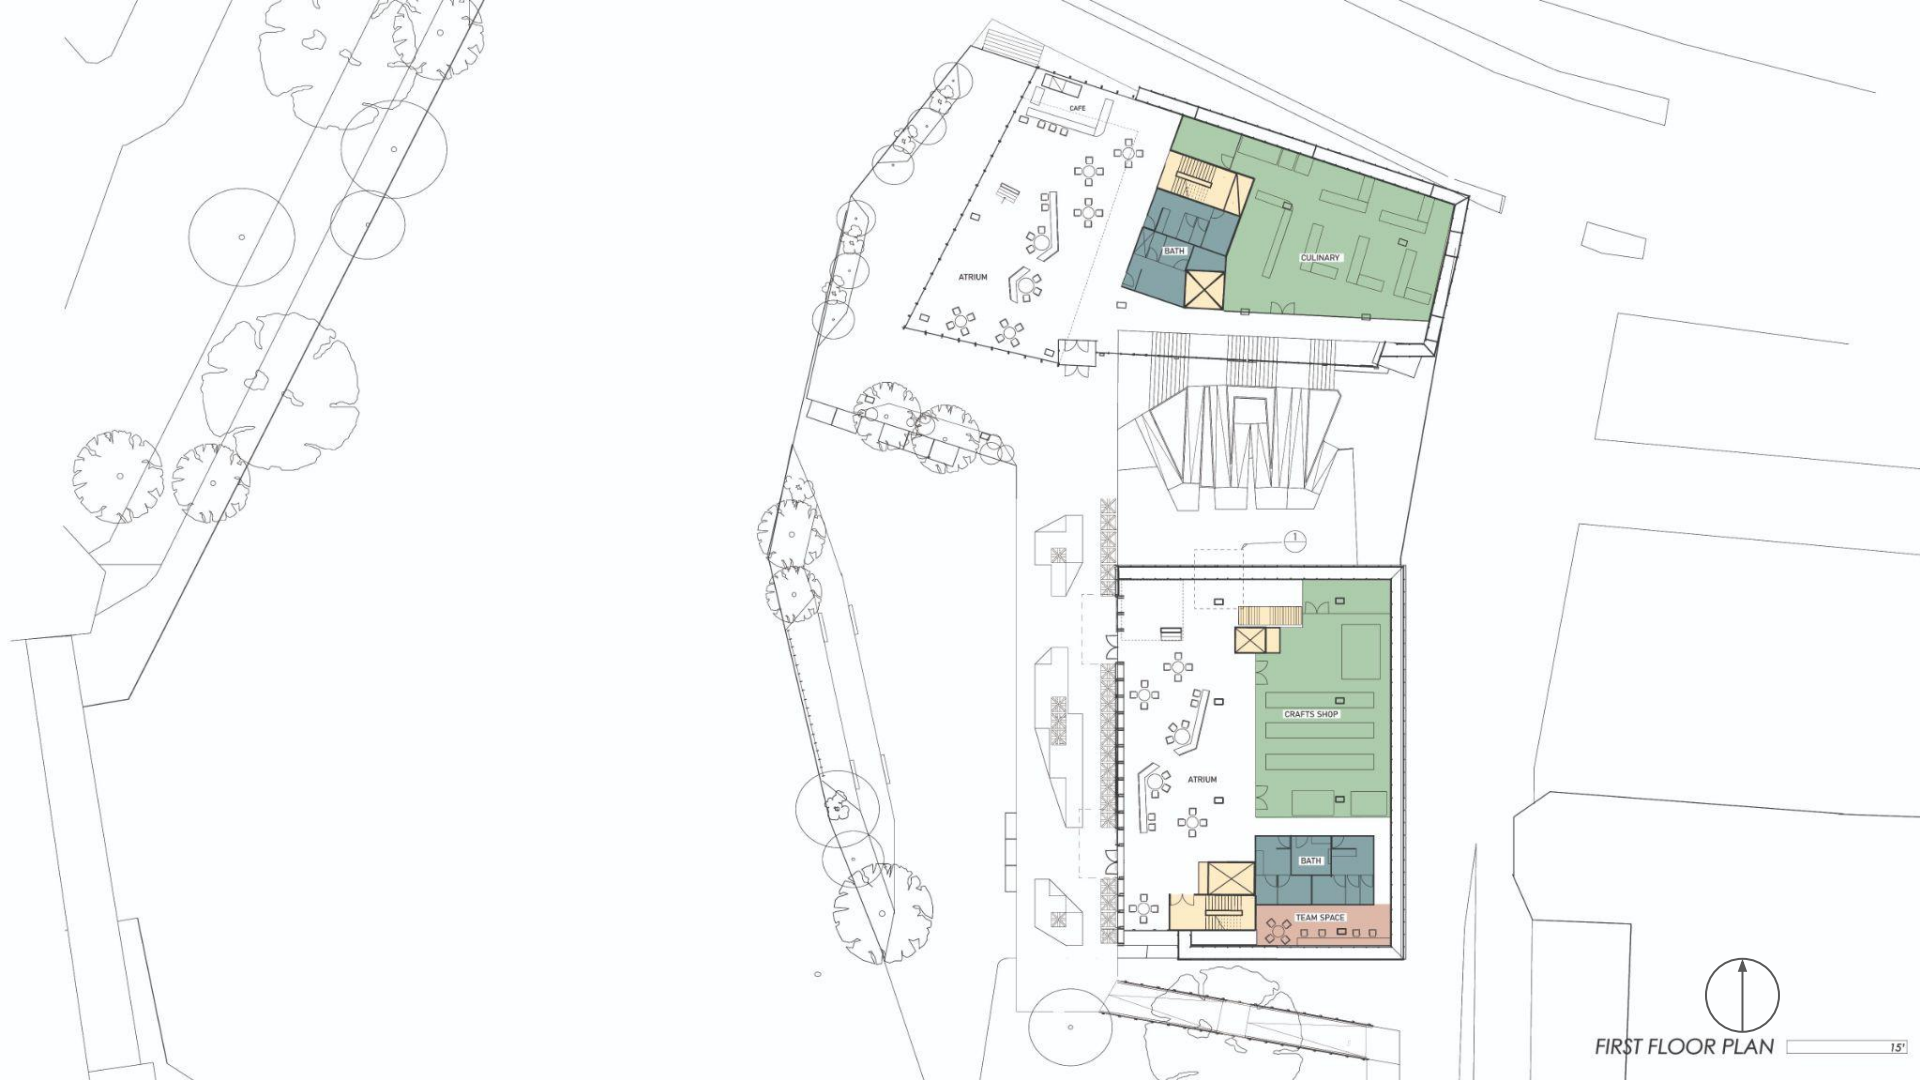 CAFE
BATH
CULINARY
ATRIUM
1
CRAFTS SHOP
ATRIUM
BATH
TEAM SPACE
FIRST FLOOR PLAN
15'